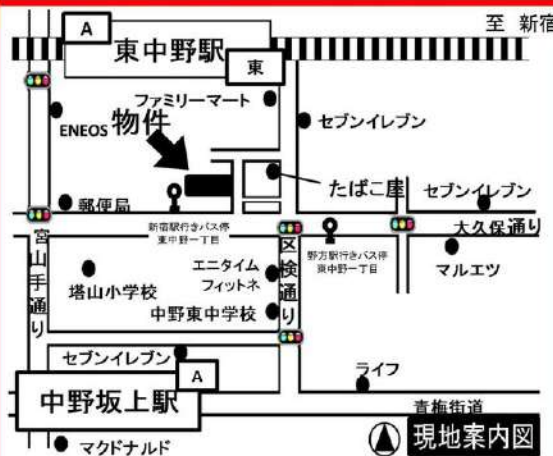 至 新宿
A
東中野駅
東
ファミリーマート
ENEOS
物件
セブンイレブン
たばこ屋
セブンイレブン
郵便局
大久保通り
新宿駅行きバス停
東中野一丁目
野方駅行きバス停
東中野一丁目
宮山手通り
区検通り
マルエツ
塔山小学校
エニタイム
フィットネ
中野東中学校
セブンイレブン
A
中野坂上駅
ライフ
青梅街道
マクドナルド
現地案内図